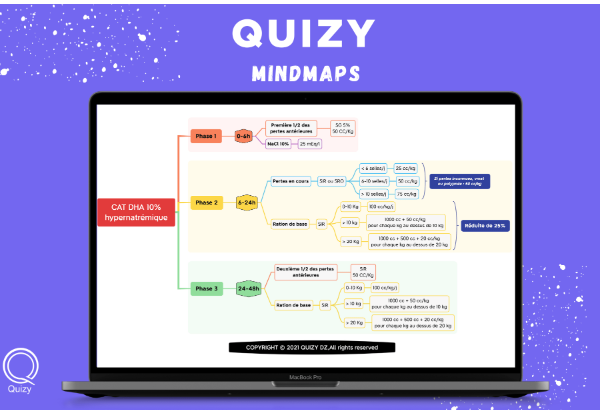 QUIZY
MINDMAPS
CAT DHA 10%
hypernatrémique
Phase 1
0-6h
Première 1/2 des
pertes antérieures
SG 5%
50 CC/Kg
NaCl 10%
25 mEq/l
Phase 2
6-24h
Pertes en cours
SIR ou SRO
< 6 selles/j
25 cc/kg
6-10 selles/j
50 cc/kg
> 10 selles/j
75 cc/kg
Si pertes inconnues, vomi
ou polypnée : 50 cc/kg
Ration de base
SIR
0-10 Kg
100 cc/kg/j
> 10 kg
1000 cc + 50 cc/kg
pour chaque kg au dessus de 10 kg
> 20 Kg
1000 cc + 500 cc + 20 cc/kg
pour chaque kg au dessus de 20 kg
Réduite de 25%
Phase 3
24-48h
Deuxième 1/2 des pertes
antérieures
SIR
50 CC/Kg
Ration de base
SIR
0-10 Kg
100 cc/kg/j
> 10 kg
1000 cc + 50 cc/kg
pour chaque kg au dessus de 10 kg
> 20 Kg
1000 cc + 500 cc + 20 cc/kg
pour chaque kg au dessus de 20 kg
COPYRIGHT © 2021 QUIZY DZ,All rights reserved
MacBook Pro
Quizy